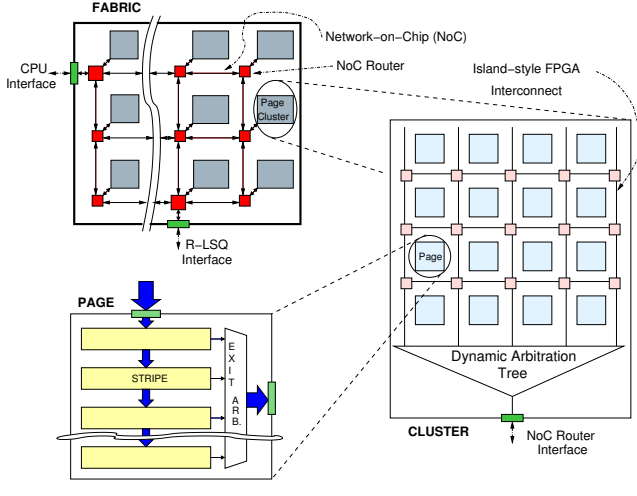 FABRIC
CPU
Interface
Network-on-Chip (NoC)
NoC Router
Page
Cluster
R-LSQ
Interface
Island-style FPGA
Interconnect
Page
Dynamic Arbitration
Tree
CLUSTER
NoC Router
Interface
PAGE
STRIPE
EXIT ARB.